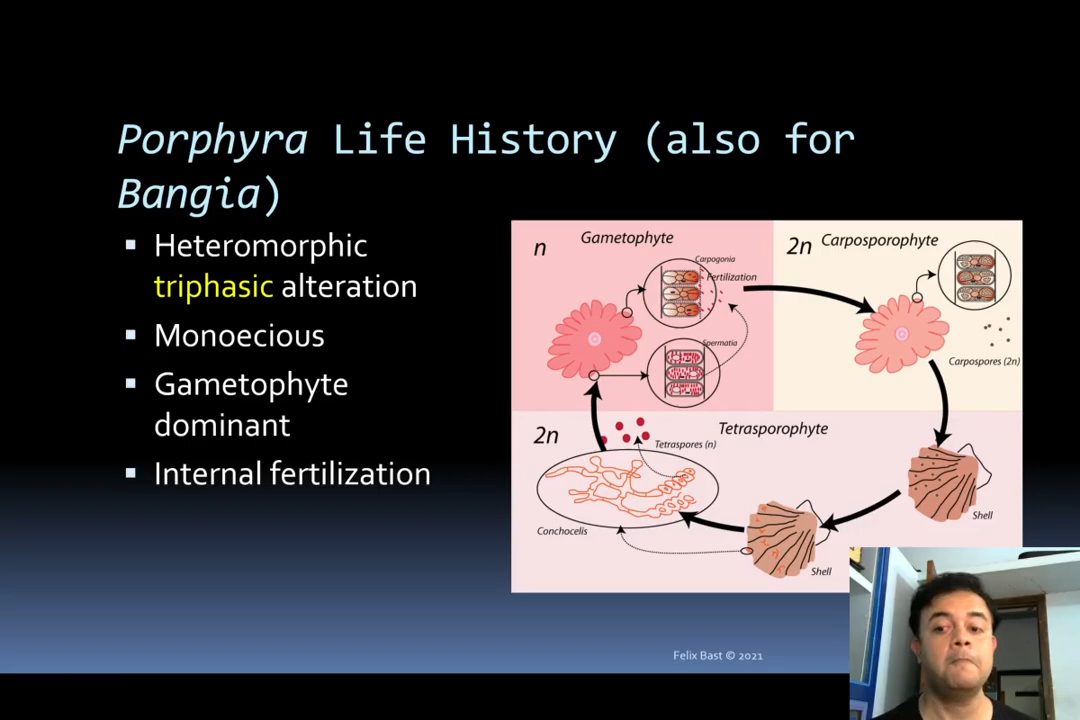 Porphyra Life History (also for
Bangia)
Heteromorphic
triphasic alteration
Monoecious
Gametophyte
dominant
Internal fertilization
n
Gametophyte
Carpogonia
Fertilization
Spermatia
2n
Carposporophyte
Carpospores (2n)
2n
Tetrasporophyte
Tetraspores (n)
Conchocelis
Shell
Shell
Felix Bast © 2021